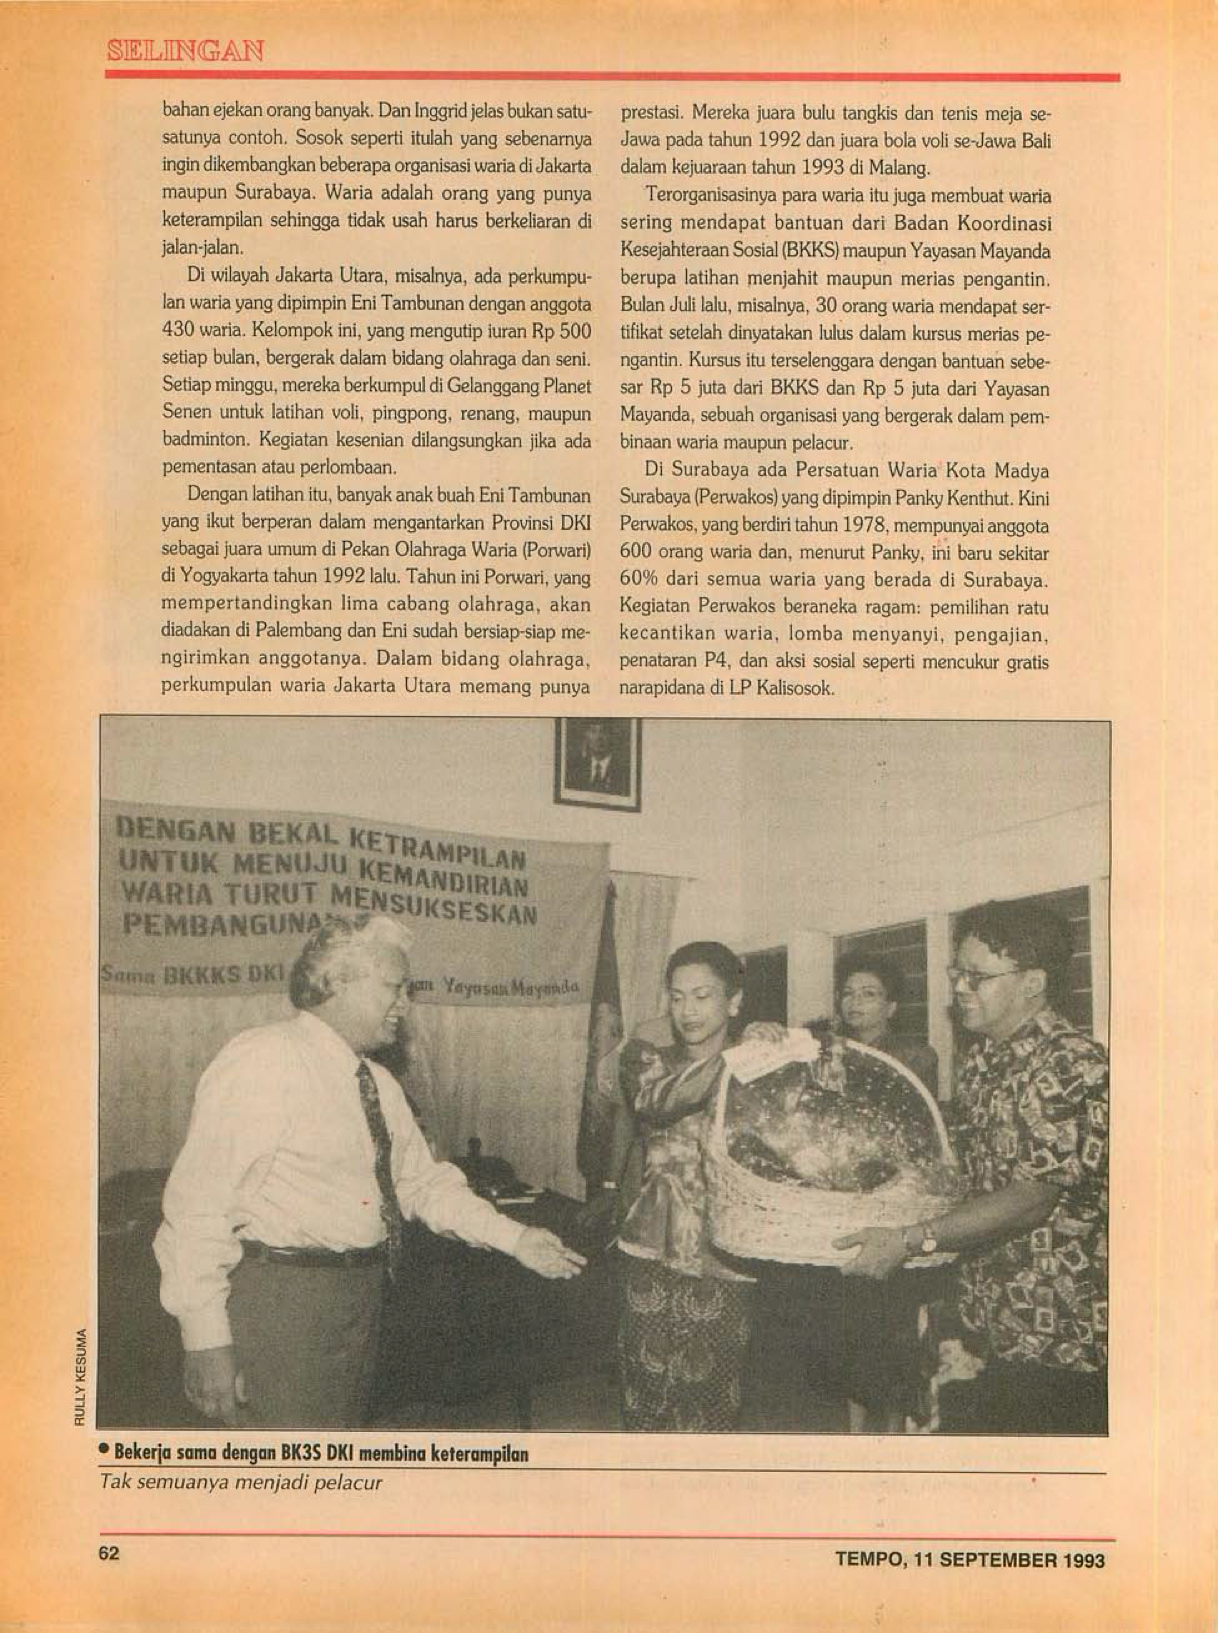 SELINGAN
bahan ejekan orang banyak. Dan Inggrid jelas bukan satu-
satunya contoh. Sosok seperti itulah yang sebenarnya
ingin dikembangkan beberapa organisasi waria di Jakarta
maupun Surabaya. Waria adalah orang yang punya
keterampilan sehingga tidak usah harus berkeliaran di
jalan-jalan.
Di wilayah Jakarta Utara, misalnya, ada perkumpu-
lan waria yang dipimpin Eni Tambunan dengan anggota
430 waria. Kelompok ini, yang mengutip iuran Rp 500
setiap bulan, bergerak dalam bidang olahraga dan seni.
Setiap minggu, mereka berkumpul di Gelanggang Planet
Senen untuk latihan voli, pingpong, renang, maupun
badminton. Kegiatan kesenian dilangsungkan jika ada
pementasan atau perlombaan.
Dengan latihan itu, banyak anak buah Eni Tambunan
yang ikut berperan dalam mengantarkan Provinsi DKI
sebagai juara umum di Pekan Olahraga Waria (Porwari)
di Yogyakarta tahun 1992 lalu. Tahun ini Porwari, yang
mempertandingkan lima cabang olahraga, akan
diadakan di Palembang dan Eni sudah bersiap-siap me-
ngirimkan anggotanya. Dalam bidang olahraga,
perkumpulan waria Jakarta Utara memang punya
prestasi. Mereka juara bulu tangkis dan tenis meja se-
Jawa pada tahun 1992 dan juara bola voli se-Jawa Bali
dalam kejuaraan tahun 1993 di Malang.
Terorganisasinya para waria itu juga membuat waria
sering mendapat bantuan dari Badan Koordinasi
Kesejahteraan Sosial (BKKS) maupun Yayasan Mayanda
berupa latihan menjahit maupun merias pengantin.
Bulan Juli lalu, misalnya, 30 orang waria mendapat ser-
tifikat setelah dinyatakan lulus dalam kursus merias pe-
ngantin. Kursus itu terselenggara dengan bantuan sebe-
sar Rp 5 juta dari BKKS dan Rp 5 juta dari Yayasan
Mayanda, sebuah organisasi yang bergerak dalam pem-
binaan waria maupun pelacur.
Di Surabaya ada Persatuan Waria Kota Madya
Surabaya (Perwakos) yang dipimpin Panky Kenthut. Kini
Perwakos, yang berdiri tahun 1978, mempunyai anggota
600 orang waria dan, menurut Panky, ini baru sekitar
60% dari semua waria yang berada di Surabaya.
Kegiatan Perwakos beraneka ragam: pemilihan ratu
kecantikan waria, lomba menyanyi, pengajian,
penataran P4, dan aksi sosial seperti mencukur gratis
narapidana di LP Kalisosok.
DENGAN BEKAL KETRAMPILAN
UNTUK MENUJU KEMANDIRIAN
WARIA TURUT MENSUKSESKAN
PEMBANGUNA
Sama BKKKS DKI Yayasan Mayanda
RULLY KESUMA
• Bekerja sama dengan BK3S DKI membina keterampilan
Tak semuanya menjadi pelacur
62
TEMPO, 11 SEPTEMBER 1993